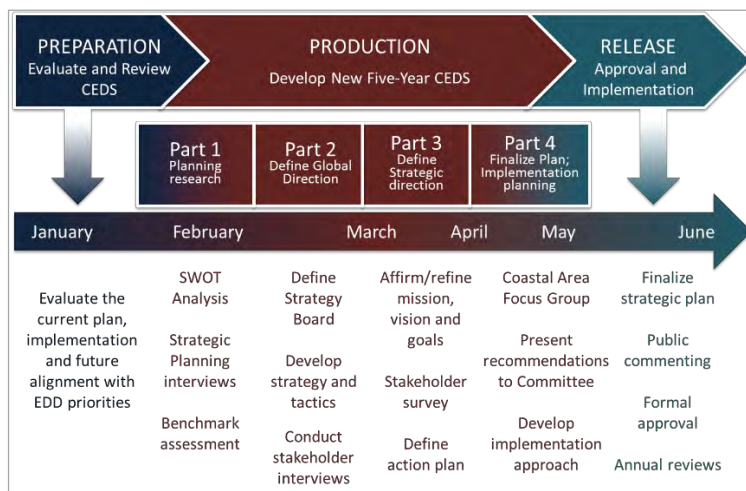 PREPARATION
Evaluate and Review
CEDS
PRODUCTION
Develop New Five-Year CEDS
RELEASE
Approval and
Implementation
Part 1
Planning
research
Part 2
Define Global
Direction
Part 3
Define
Strategic
direction
Part 4
Finalize Plan;
Implementation
planning
January
February
March
April
May
June
Evaluate the
current plan,
implementation
and future
alignment with
EDD priorities
SWOT
Analysis
Strategic
Planning
interviews
Benchmark
assessment
Define
Strategy
Board
Develop
strategy and
tactics
Conduct
stakeholder
interviews
Affirm/refine
mission,
vision and
goals
Stakeholder
survey
Define
action plan
Coastal Area
Focus Group
Present
recommendations
to Committee
Develop
implementation
approach
Finalize
strategic plan
Public
commenting
Formal
approval
Annual reviews